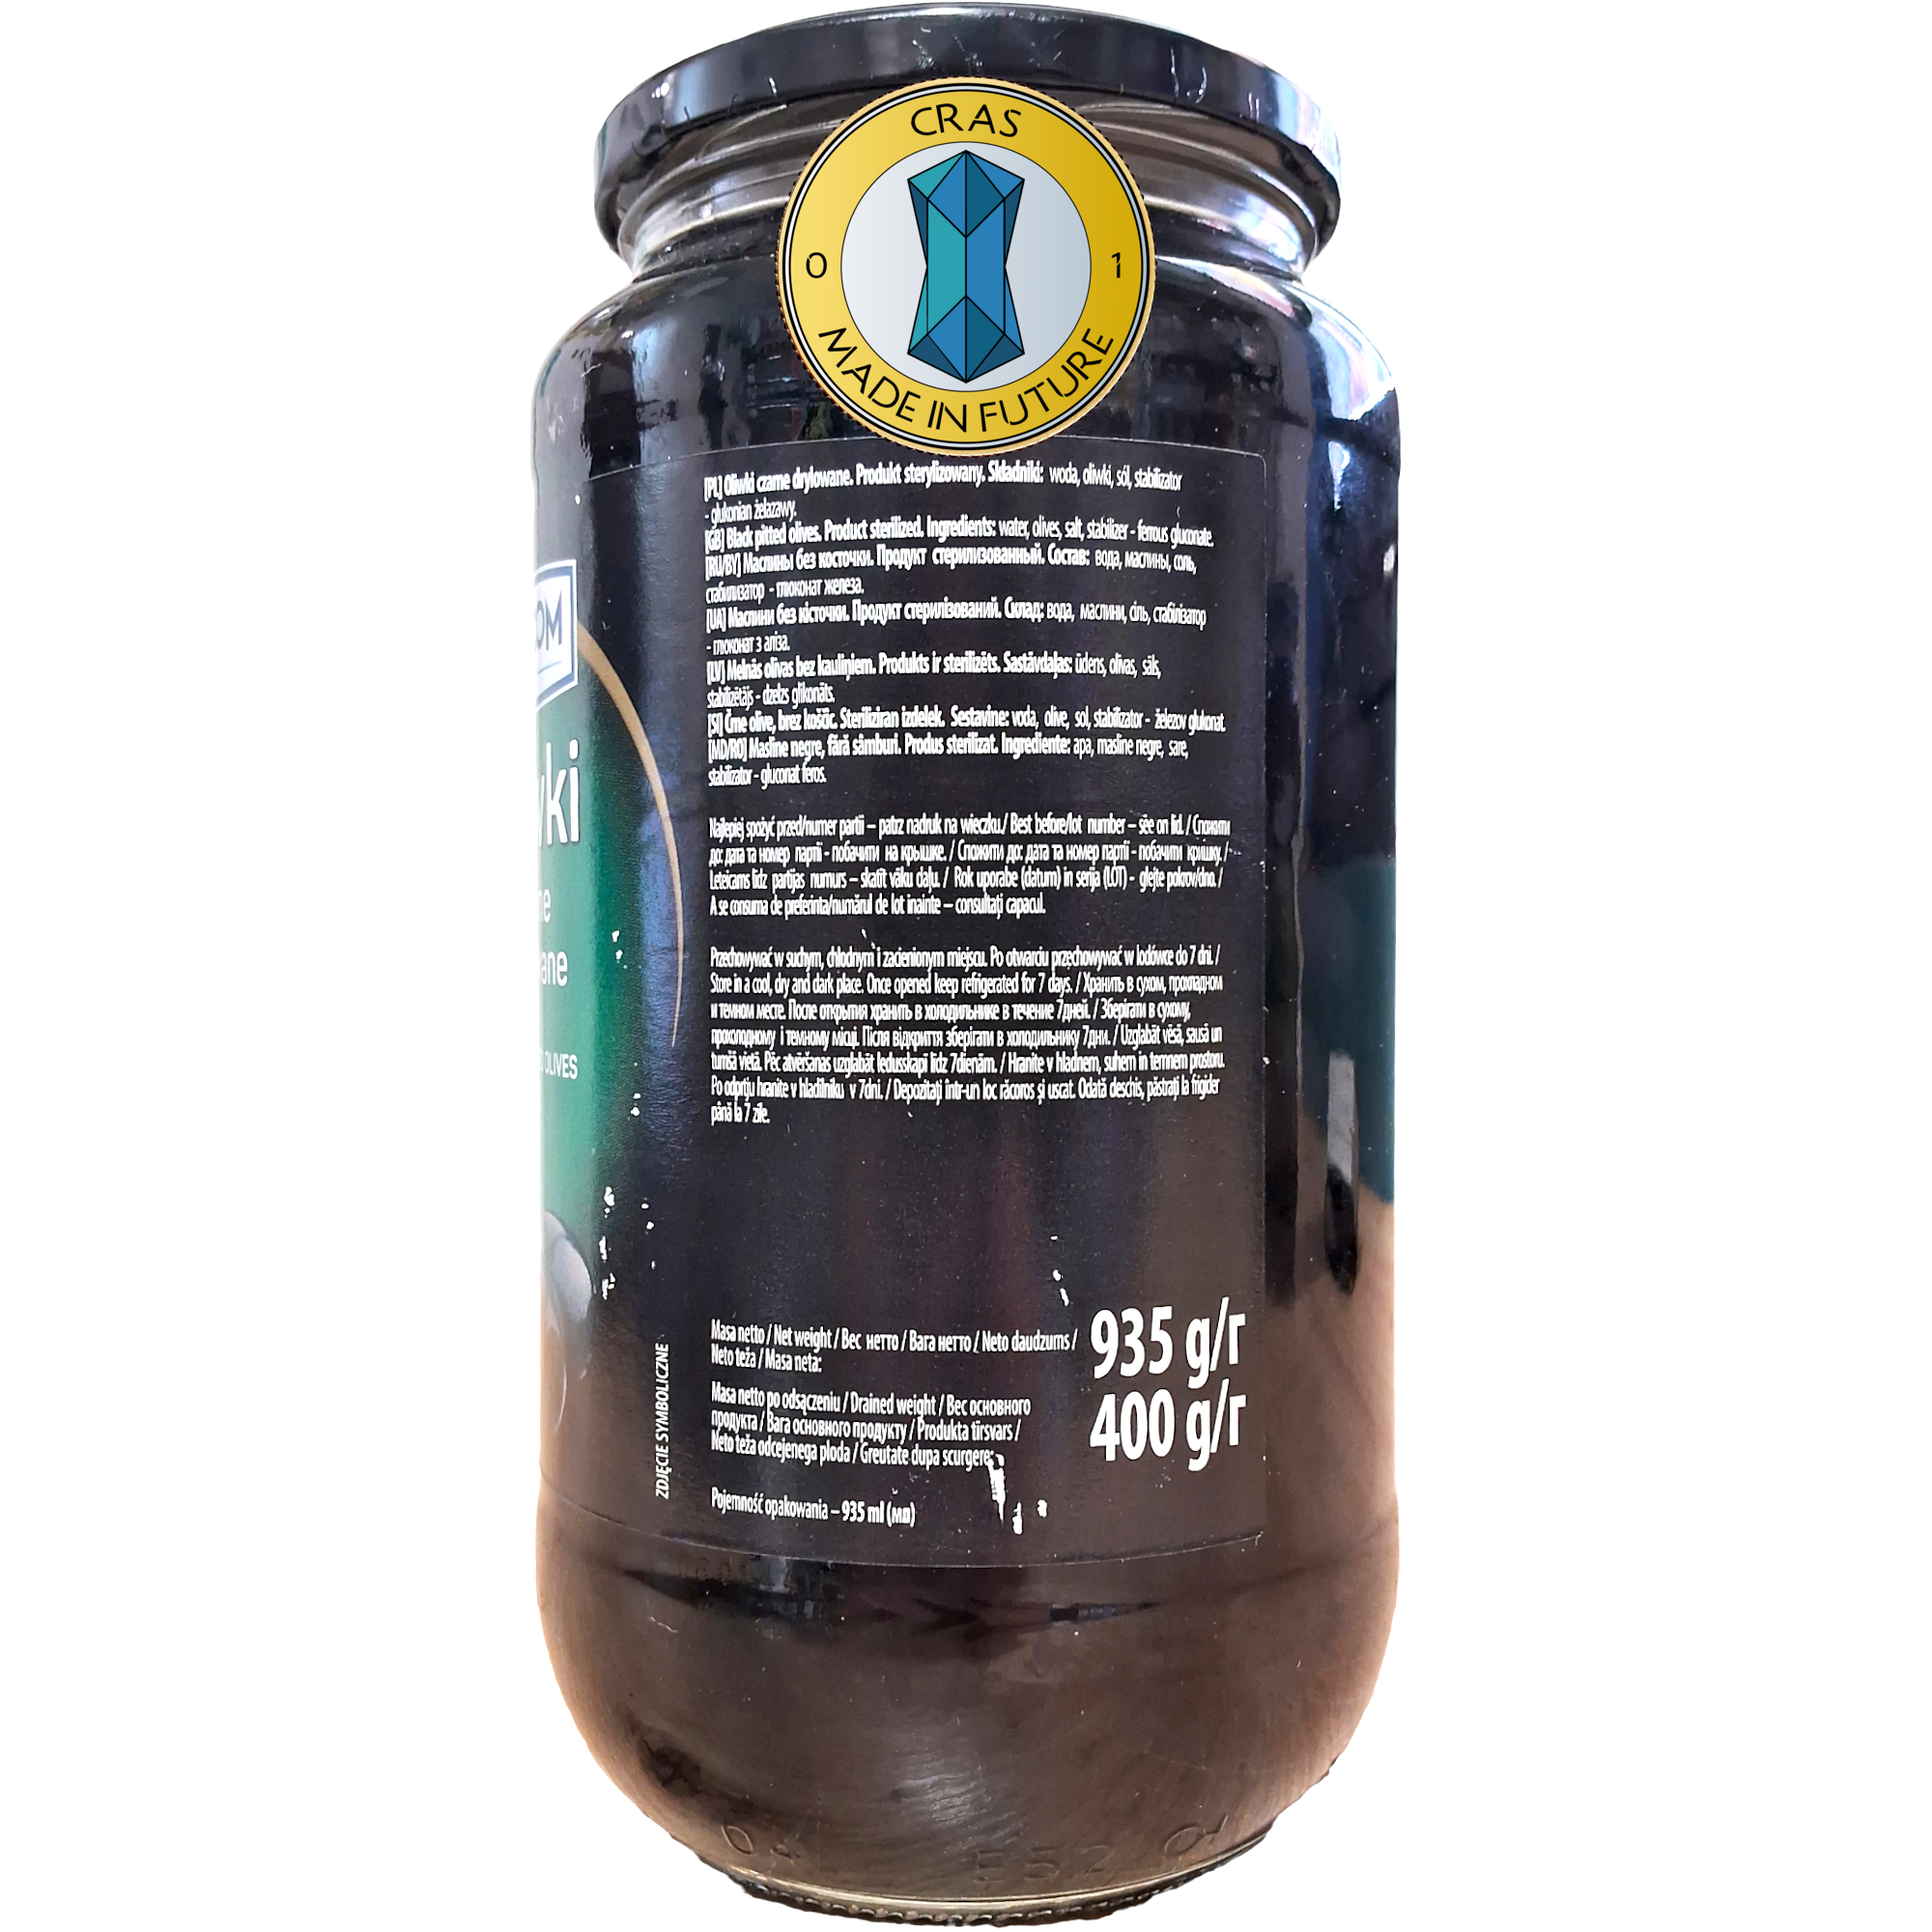 CRAS
0 1
MADE IN FUTURE
[PL] Oliwki czarne drylowane. Produkt sterylizowany. Składniki: woda, oliwki, sól, stabilizator
- glukonian żelazawy.
[GB] Black pitted olives. Product sterilized. Ingredients: water, olives, salt, stabilizer - ferrous gluconate.
[RU/BY] Маслины без косточки. Продукт стерилизованный. Состав: вода, маслины, соль,
стабилизатор - глюконат железа.
[UA] Маслини без кісточки. Продукт стерилізований. Склад: вода, маслини, сіль, стабілізатор
- глюконат з аліза.
[LV] Melnās olīvas bez kauliņiem. Produkts ir sterilizēts. Sastāvdaļas: ūdens, olīvas, sāls,
stabilizētājs - dzelzs glikonāts.
[SI] Črne olive, brez koščic. Steriliziran izdelek. Sestavine: voda, olive, sol, stabilizator - železov glukonat.
[MD/RO] Masline negre, fără sâmburi. Produs sterilizat. Ingrediente: apa, masline negre, sare,
stabilizator - gluconat feros.
Najlepiej spożyć przed/numer partii – patrz nadruk na wieczku./ Best before/lot number – see on lid. / Спожити
до: дата та номер партії - побачити на крышке. / Спожити до: дата та номер партії - побачити кришку. /
Leteicams līdz partijas numurs – skatīt vāku daļu. / Rok uporabe (datum) in serija (LOT) - glejte pokrov/dno. /
A se consuma de preferinta/numărul de lot inainte – consultați capacul.
Przechowywać w suchym, chłodnym i zacienionym miejscu. Po otwarciu przechowywać w lodówce do 7 dni. /
Store in a cool, dry and dark place. Once opened keep refrigerated for 7 days. / Хранить в сухом, прохладном
и темном месте. После открытия хранить в холодильнике в течение 7дней. / Зберігати в сухому,
прохолодному і темному місці. Після відкриття зберігати в холодильнику 7дни. / Uzglabāt vēsā, sausā un
tumšā vietā. Pēc atvēršanas uzglabāt ledusskapī līdz 7dienām. / Hranite v hladnem, suhem in temnem prostoru.
Po odprtju hranite v hladilniku v 7dni. / Depozitați într-un loc răcoros și uscat. Odată deschis, păstrați la frigider
până la 7 zile.
OM
wki
ne
ane
D OLIVES
ZDJĘCIE SYMBOLICZNE
Masa netto / Net weight / Вес нетто / Вага нетто / Neto daudzums /
Neto teža / Masa neta:
935 g/г
Masa netto po odsączeniu / Drained weight / Вес основного
продукта / Вага основного продукту / Produkta tīrsvars /
Neto teža odcejenega ploda / Greutate dupa scurgere:
400 g/г
Pojemność opakowania – 935 ml (мл)
04 E52